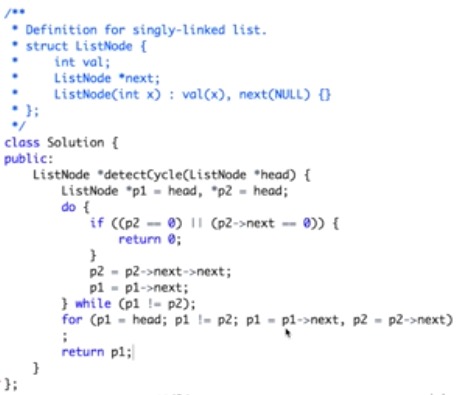 /**
 * Definition for singly-linked list.
 * struct ListNode {
 *     int val;
 *     ListNode *next;
 *     ListNode(int x) : val(x), next(NULL) {}
 * };
 */
class Solution {
public:
    ListNode *detectCycle(ListNode *head) {
        ListNode *p1 = head, *p2 = head;
        do {
            if ((p2 == 0) || (p2->next == 0)) {
                return 0;
            }
            p2 = p2->next->next;
            p1 = p1->next;
        } while (p1 != p2);
        for (p1 = head; p1 != p2; p1 = p1->next, p2 = p2->next)
        ;
        return p1;
    }
};